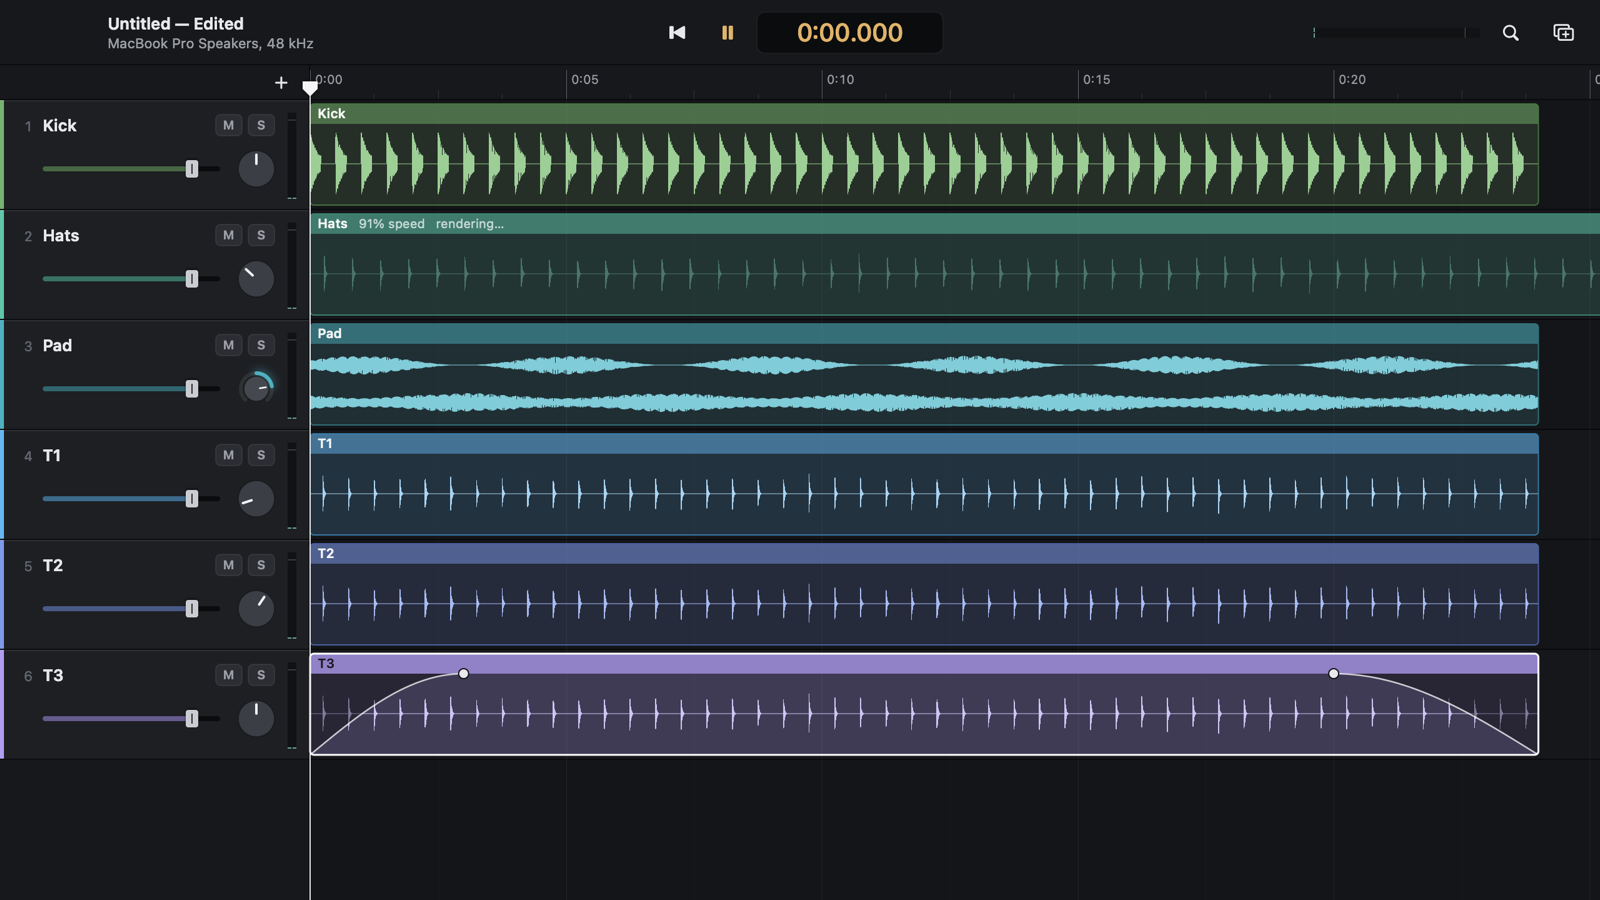 Untitled — Edited
MacBook Pro Speakers, 48 kHz
0:00.000
0:00
0:05
0:10
0:15
0:20
1 Kick M S
Kick
2 Hats M S
Hats 91% speed rendering...
3 Pad M S
Pad
4 T1 M S
T1
5 T2 M S
T2
6 T3 M S
T3